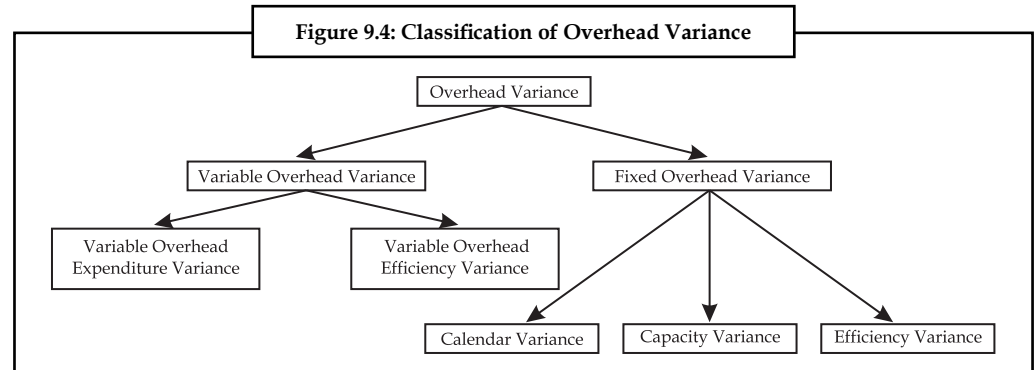 Figure 9.4: Classification of Overhead Variance
Overhead Variance
Variable Overhead Variance
Fixed Overhead Variance
Variable Overhead
Expenditure Variance
Variable Overhead
Efficiency Variance
Calendar Variance
Capacity Variance
Efficiency Variance